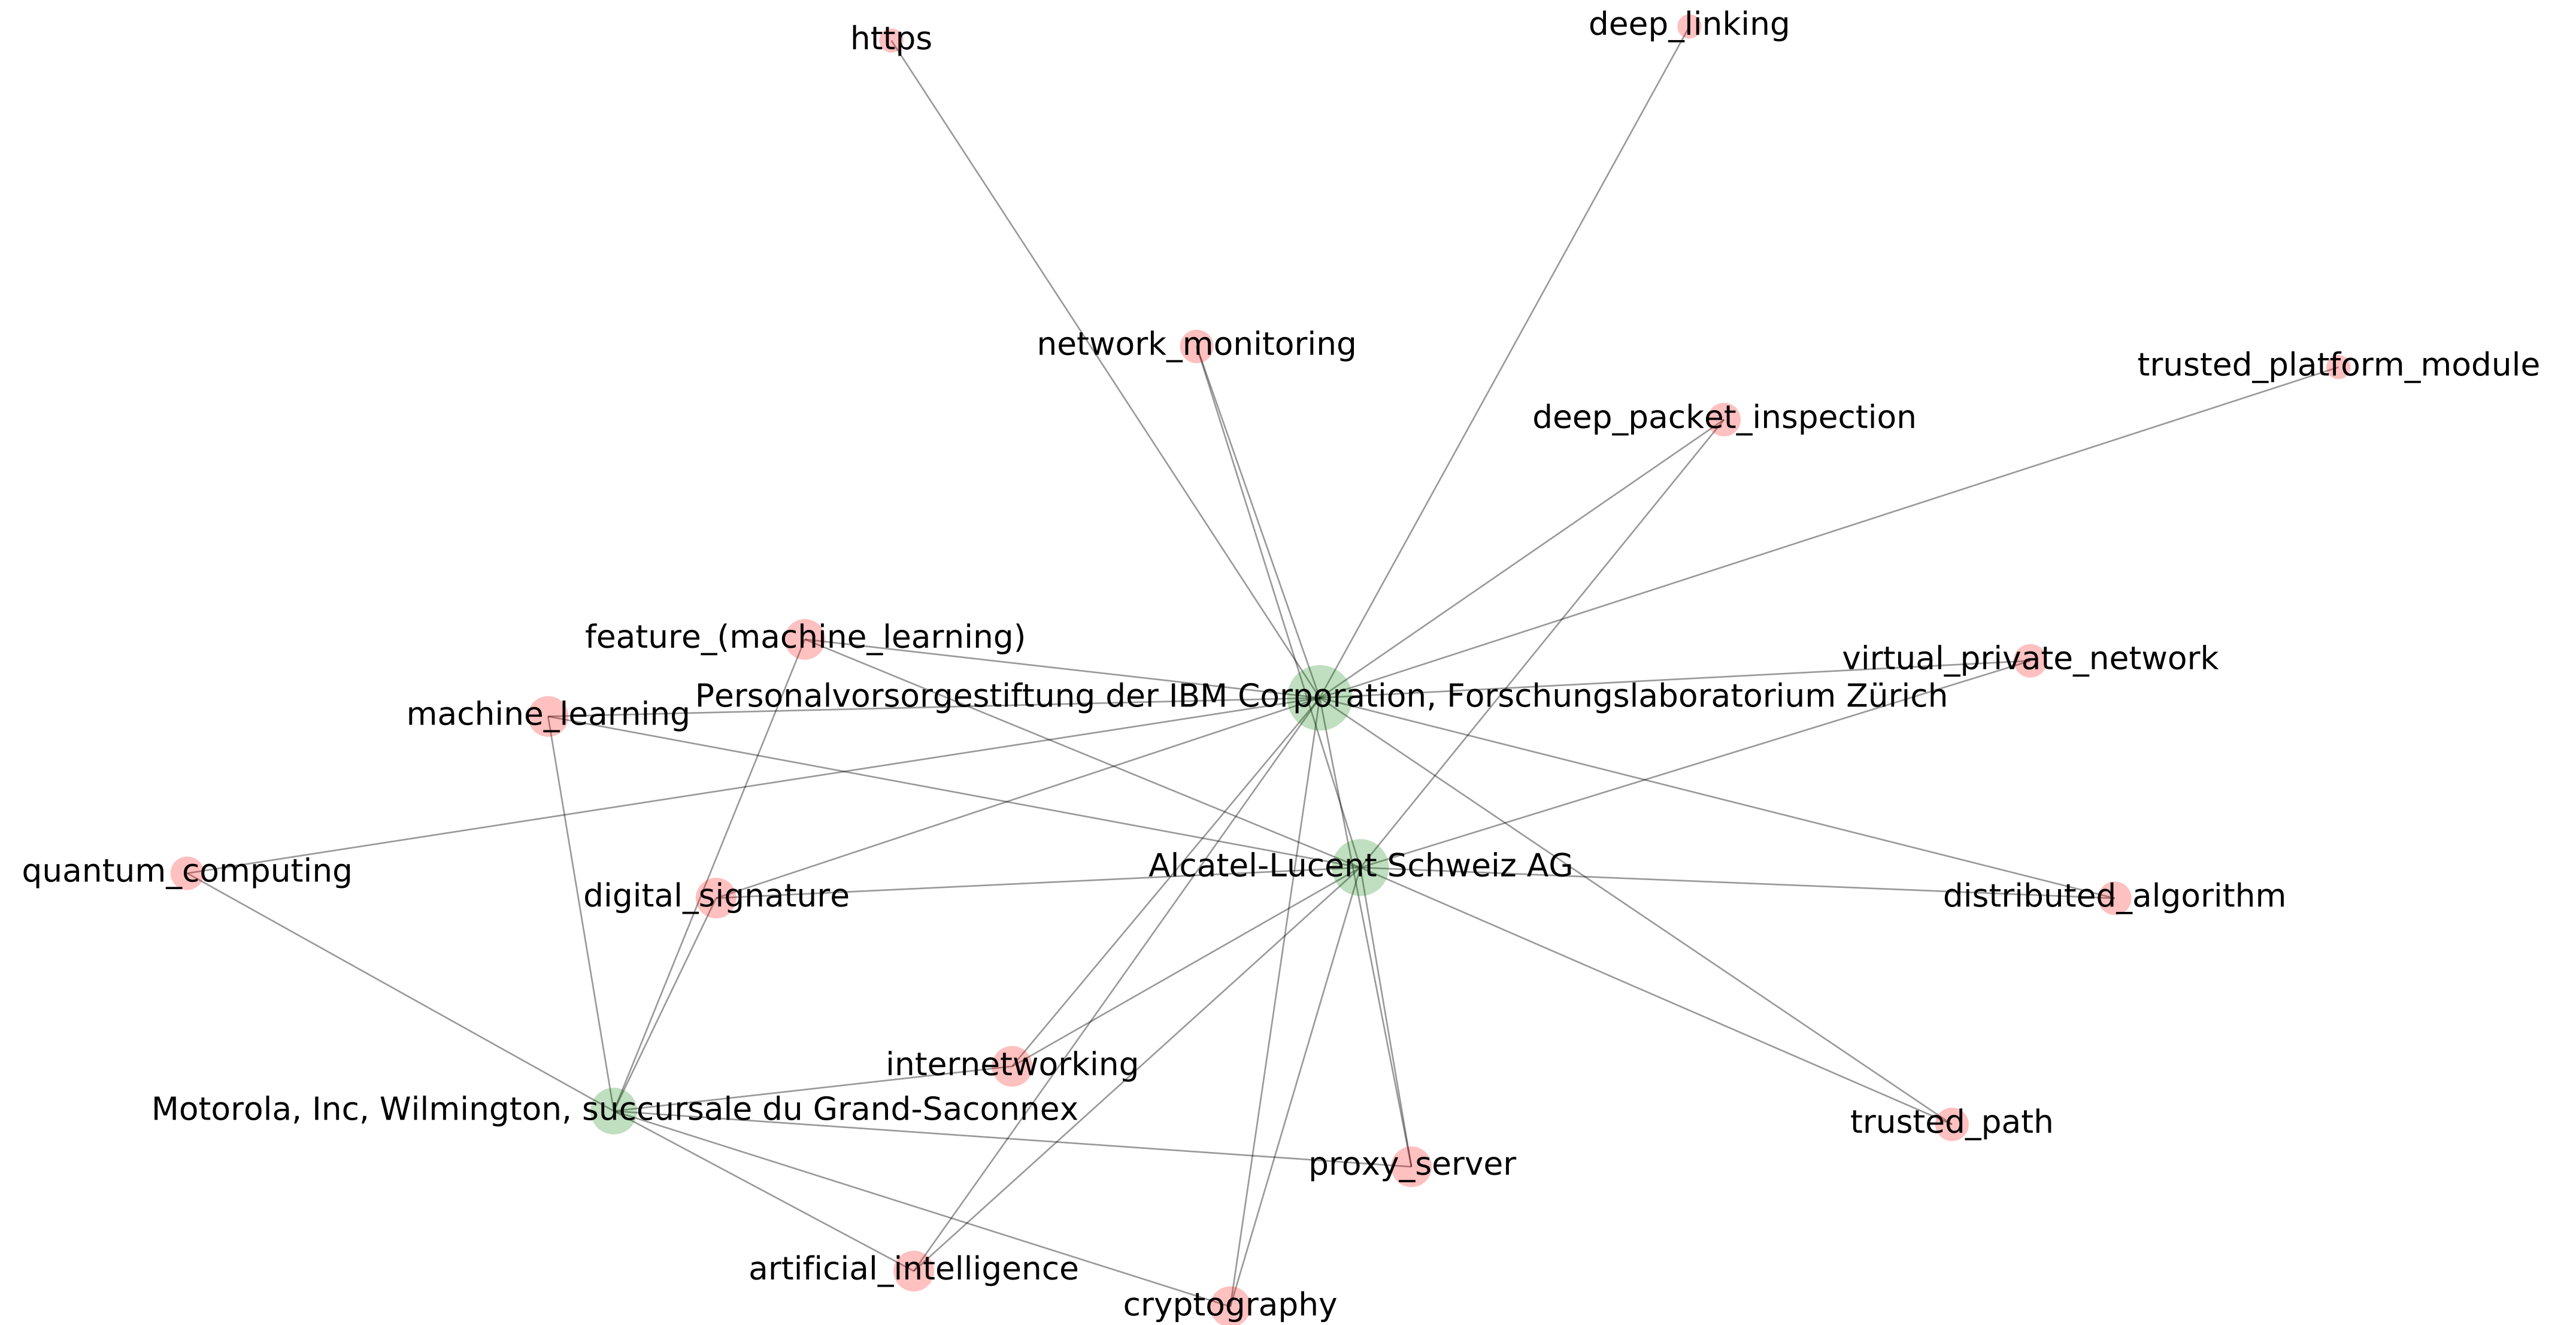 deep_linking
https
network_monitoring
trusted_platform_module
deep_packet_inspection
feature_(machine_learning)
virtual_private_network
Personalvorsorgestiftung der IBM Corporation, Forschungslaboratorium Zürich
machine_learning
Alcatel-Lucent Schweiz AG
quantum_computing
digital_signature
distributed_algorithm
internetworking
Motorola, Inc, Wilmington, succursale du Grand-Saconnex
trusted_path
proxy_server
artificial_intelligence
cryptography